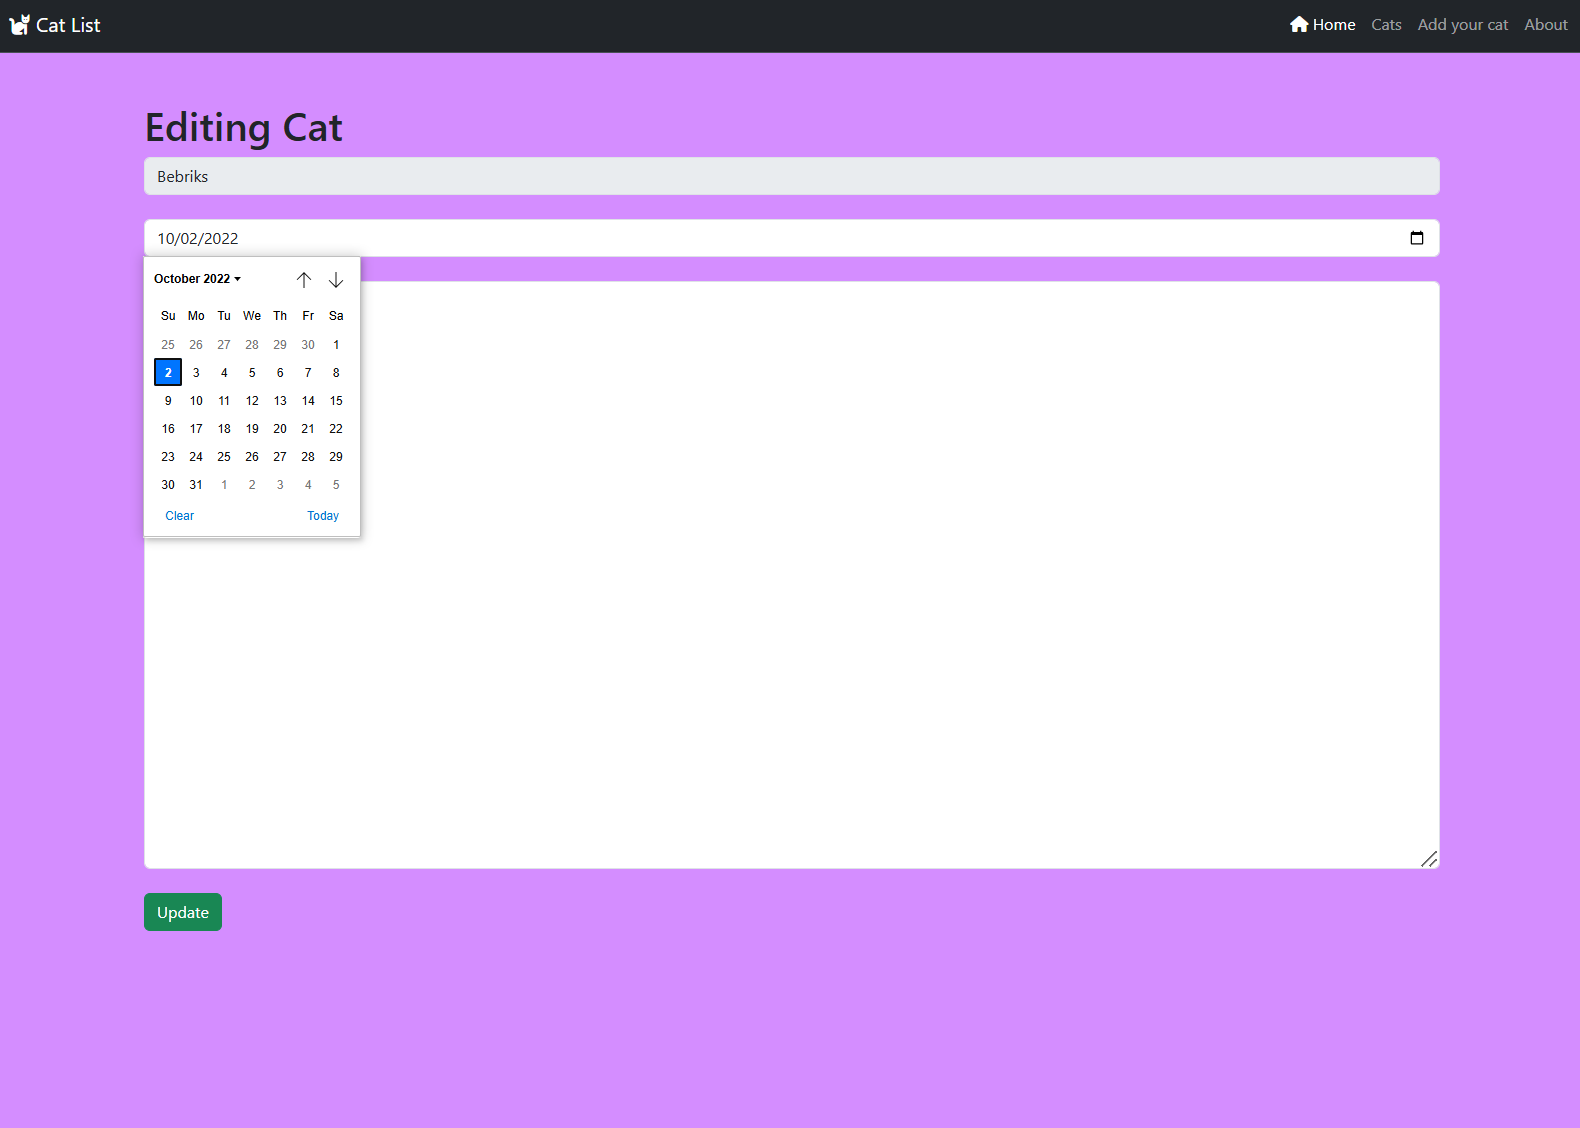 Cat List Home Cats Add your cat About
Editing Cat
Bebriks
10/02/2022
October 2022
Su Mo Tu We Th Fr Sa
25 26 27 28 29 30 1
2 3 4 5 6 7 8
9 10 11 12 13 14 15
16 17 18 19 20 21 22
23 24 25 26 27 28 29
30 31 1 2 3 4 5
Clear Today
Update